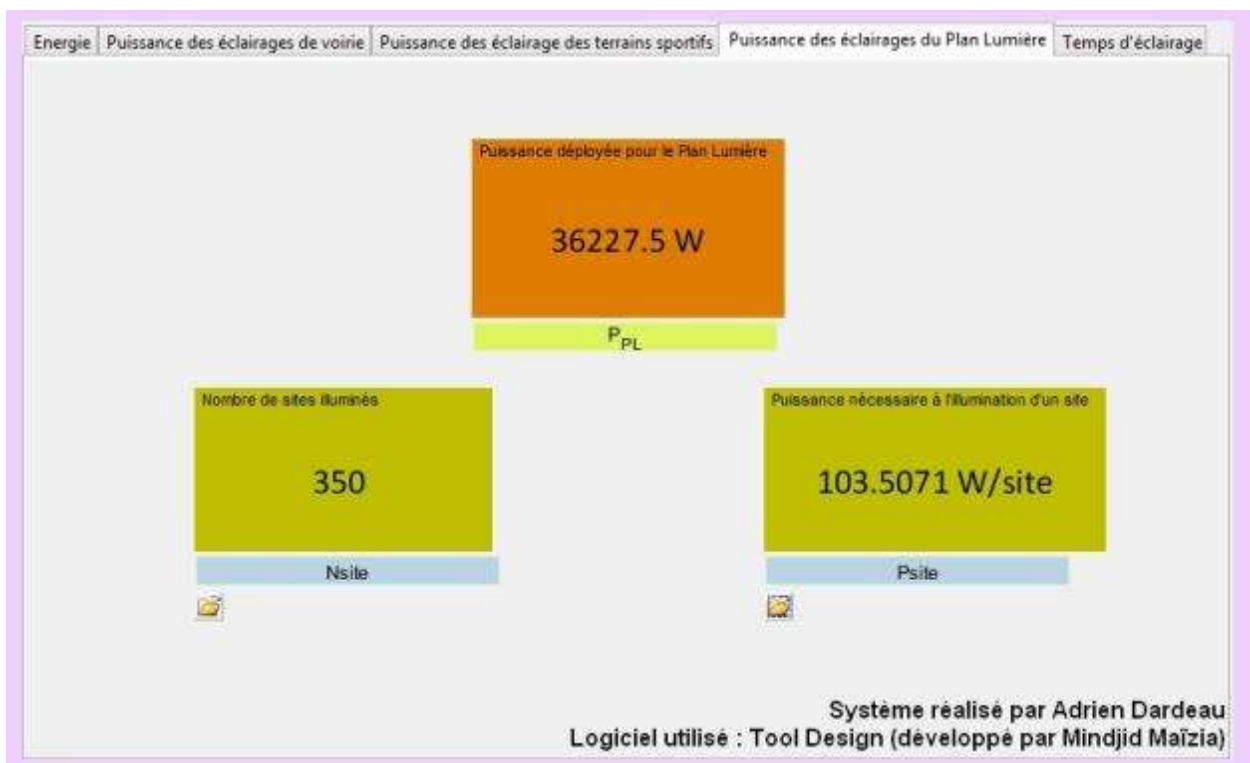 Energie Puissance des éclairages de voirie Puissance des éclairage des terrains sportifs Puissance des éclairages du Plan Lumière Temps d'éclairage
Puissance déployée pour le Plan Lumière
36227.5 W
PPL
Nombre de sites illuminés
350
Nsite
Puissance nécessaire à l'illumination d'un site
103.5071 W/site
Psite
Système réalisé par Adrien Dardeau
Logiciel utilisé : Tool Design (développé par Mindjid Maïzia)